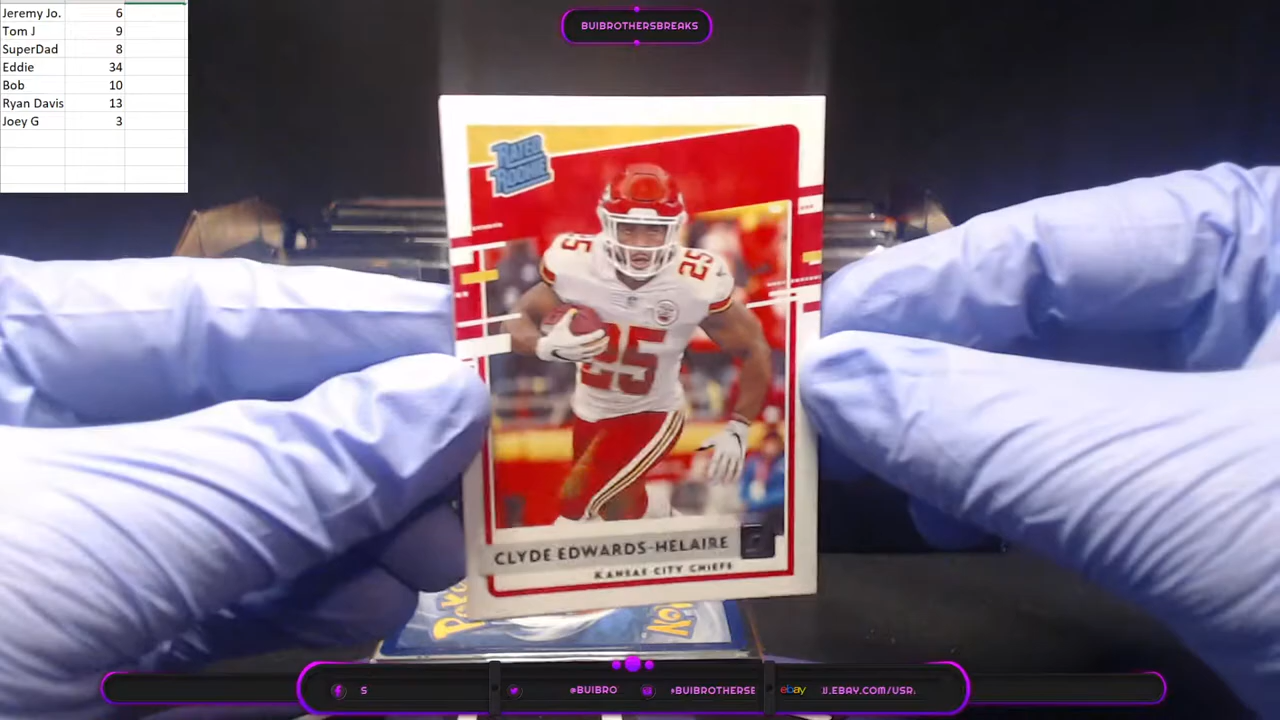 Jeremy Jo. 6
Tom J 9
SuperDad 8
Eddie 34
Bob 10
Ryan Davis 13
Joey G 3
BUIBROTHERSBREAKS
RATED
ROOKIE
25
25
25
CLYDE EDWARDS-HELAIRE
KANSAS CITY CHIEFS
S
@BUIBRO
BUIBROTHERSE
ebay
.EBAY.COM/USR/